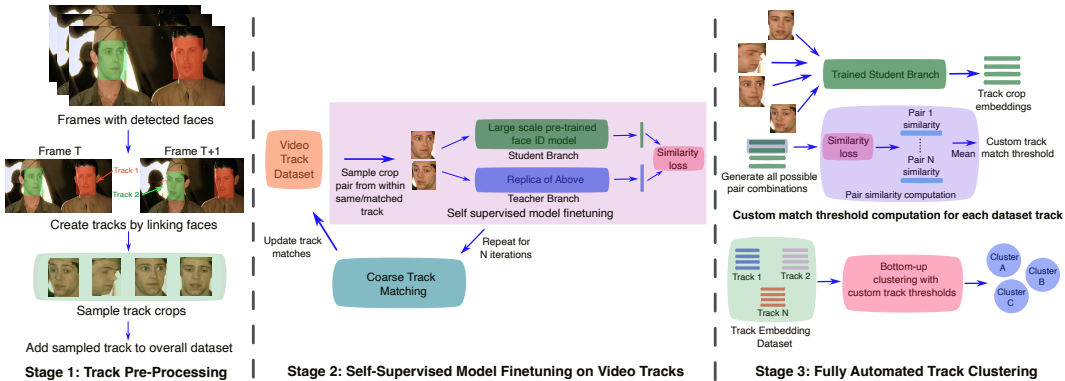 Frames with detected faces
Frame T
Frame T+1
Track 1
Track 2
Create tracks by linking faces
Sample track crops
Add sampled track to overall dataset
Stage 1: Track Pre-Processing
Video
Track
Dataset
Sample crop
pair from within
same/matched
track
Large scale pre-trained
face ID model
Student Branch
Replica of Above
Teacher Branch
Similarity
loss
Self supervised model finetuning
Update track
matches
Repeat for
N iterations
Coarse Track
Matching
Stage 2: Self-Supervised Model Finetuning on Video Tracks
Trained Student Branch
Track crop
embeddings
Generate all possible
pair combinations
Similarity
loss
Pair 1
similarity
Pair N
similarity
Mean
Pair similarity computation
Custom track
match threshold
Custom match threshold computation for each dataset track
Track 1
Track 2
Track N
Track Embedding
Dataset
Bottom-up
clustering with
custom track thresholds
Cluster
A
Cluster
B
Cluster
C
Stage 3: Fully Automated Track Clustering